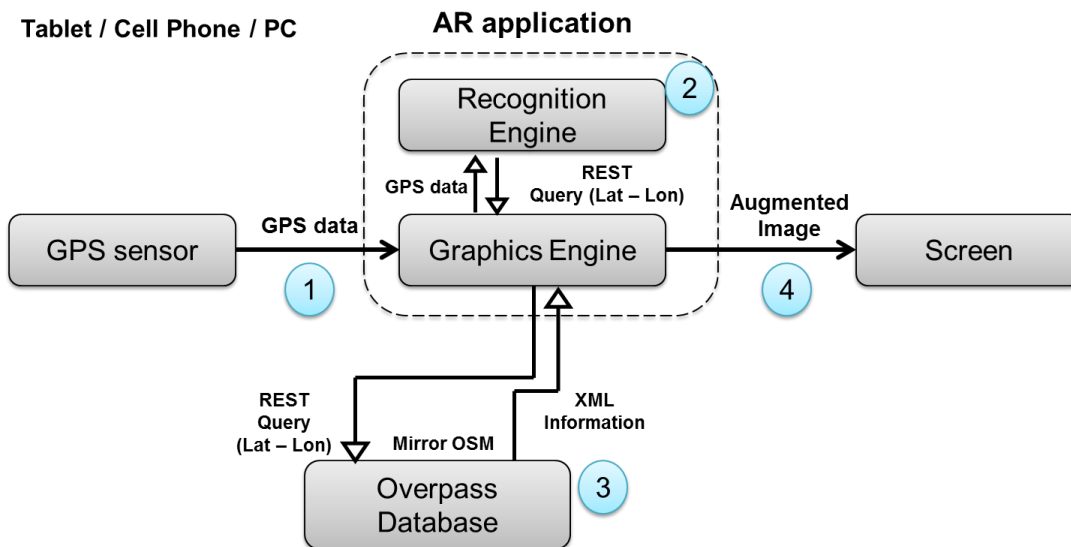 Tablet / Cell Phone / PC
AR application
2
Recognition
Engine
GPS data
REST
Query (Lat – Lon)
GPS sensor
GPS data
1
Graphics Engine
Augmented
Image
4
Screen
REST
Query
(Lat – Lon)
Mirror OSM
XML
Information
Overpass
Database
3